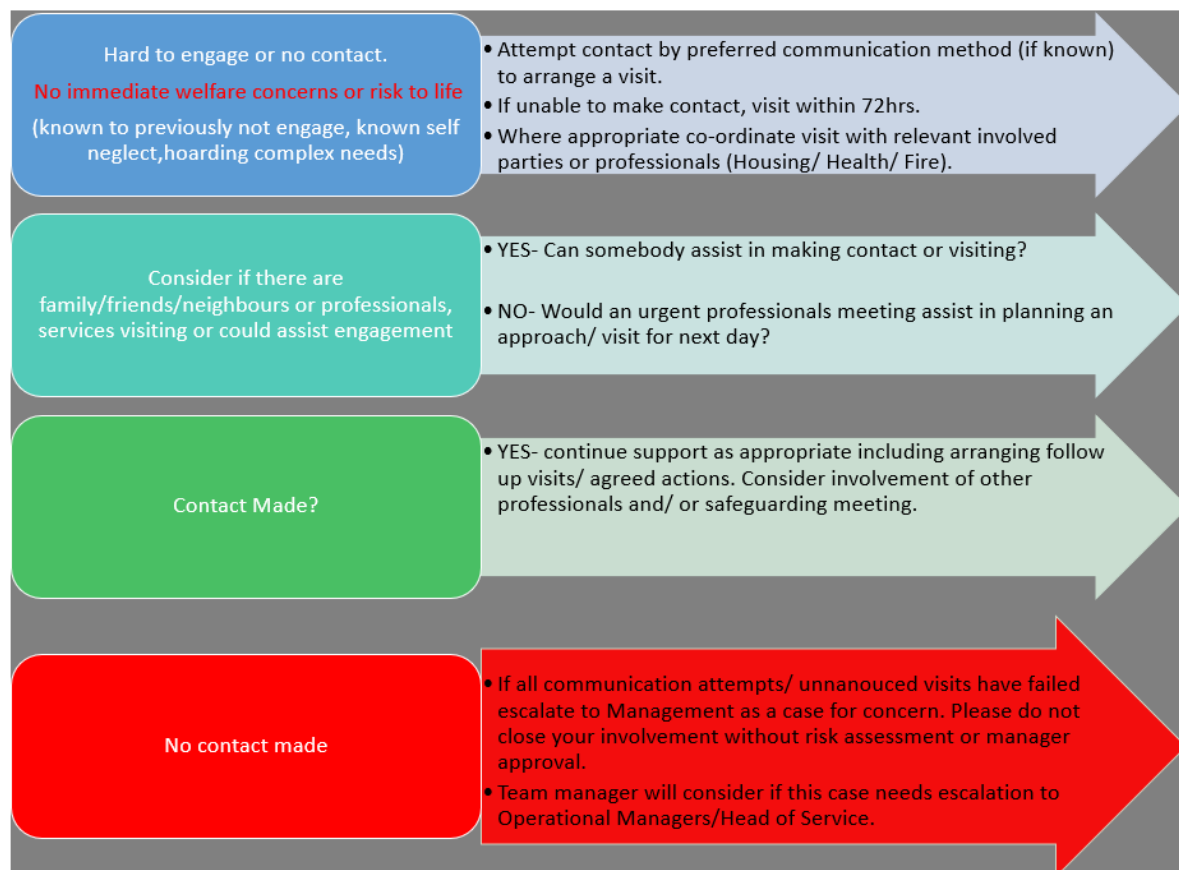 Hard to engage or no contact.
No immediate welfare concerns or risk to life
(known to previously not engage, known self
neglect,hoarding complex needs)
• Attempt contact by preferred communication method (if known)
to arrange a visit.
• If unable to make contact, visit within 72hrs.
• Where appropriate co-ordinate visit with relevant involved
parties or professionals (Housing/ Health/ Fire).
Consider if there are
family/friends/neighbours or professionals,
services visiting or could assist engagement
• YES- Can somebody assist in making contact or visiting?
• NO- Would an urgent professionals meeting assist in planning an
approach/ visit for next day?
Contact Made?
• YES- continue support as appropriate including arranging follow
up visits/ agreed actions. Consider involvement of other
professionals and/ or safeguarding meeting.
No contact made
• If all communication attempts/ unnanouced visits have failed
escalate to Management as a case for concern. Please do not
close your involvement without risk assessment or manager
approval.
• Team manager will consider if this case needs escalation to
Operational Managers/Head of Service.